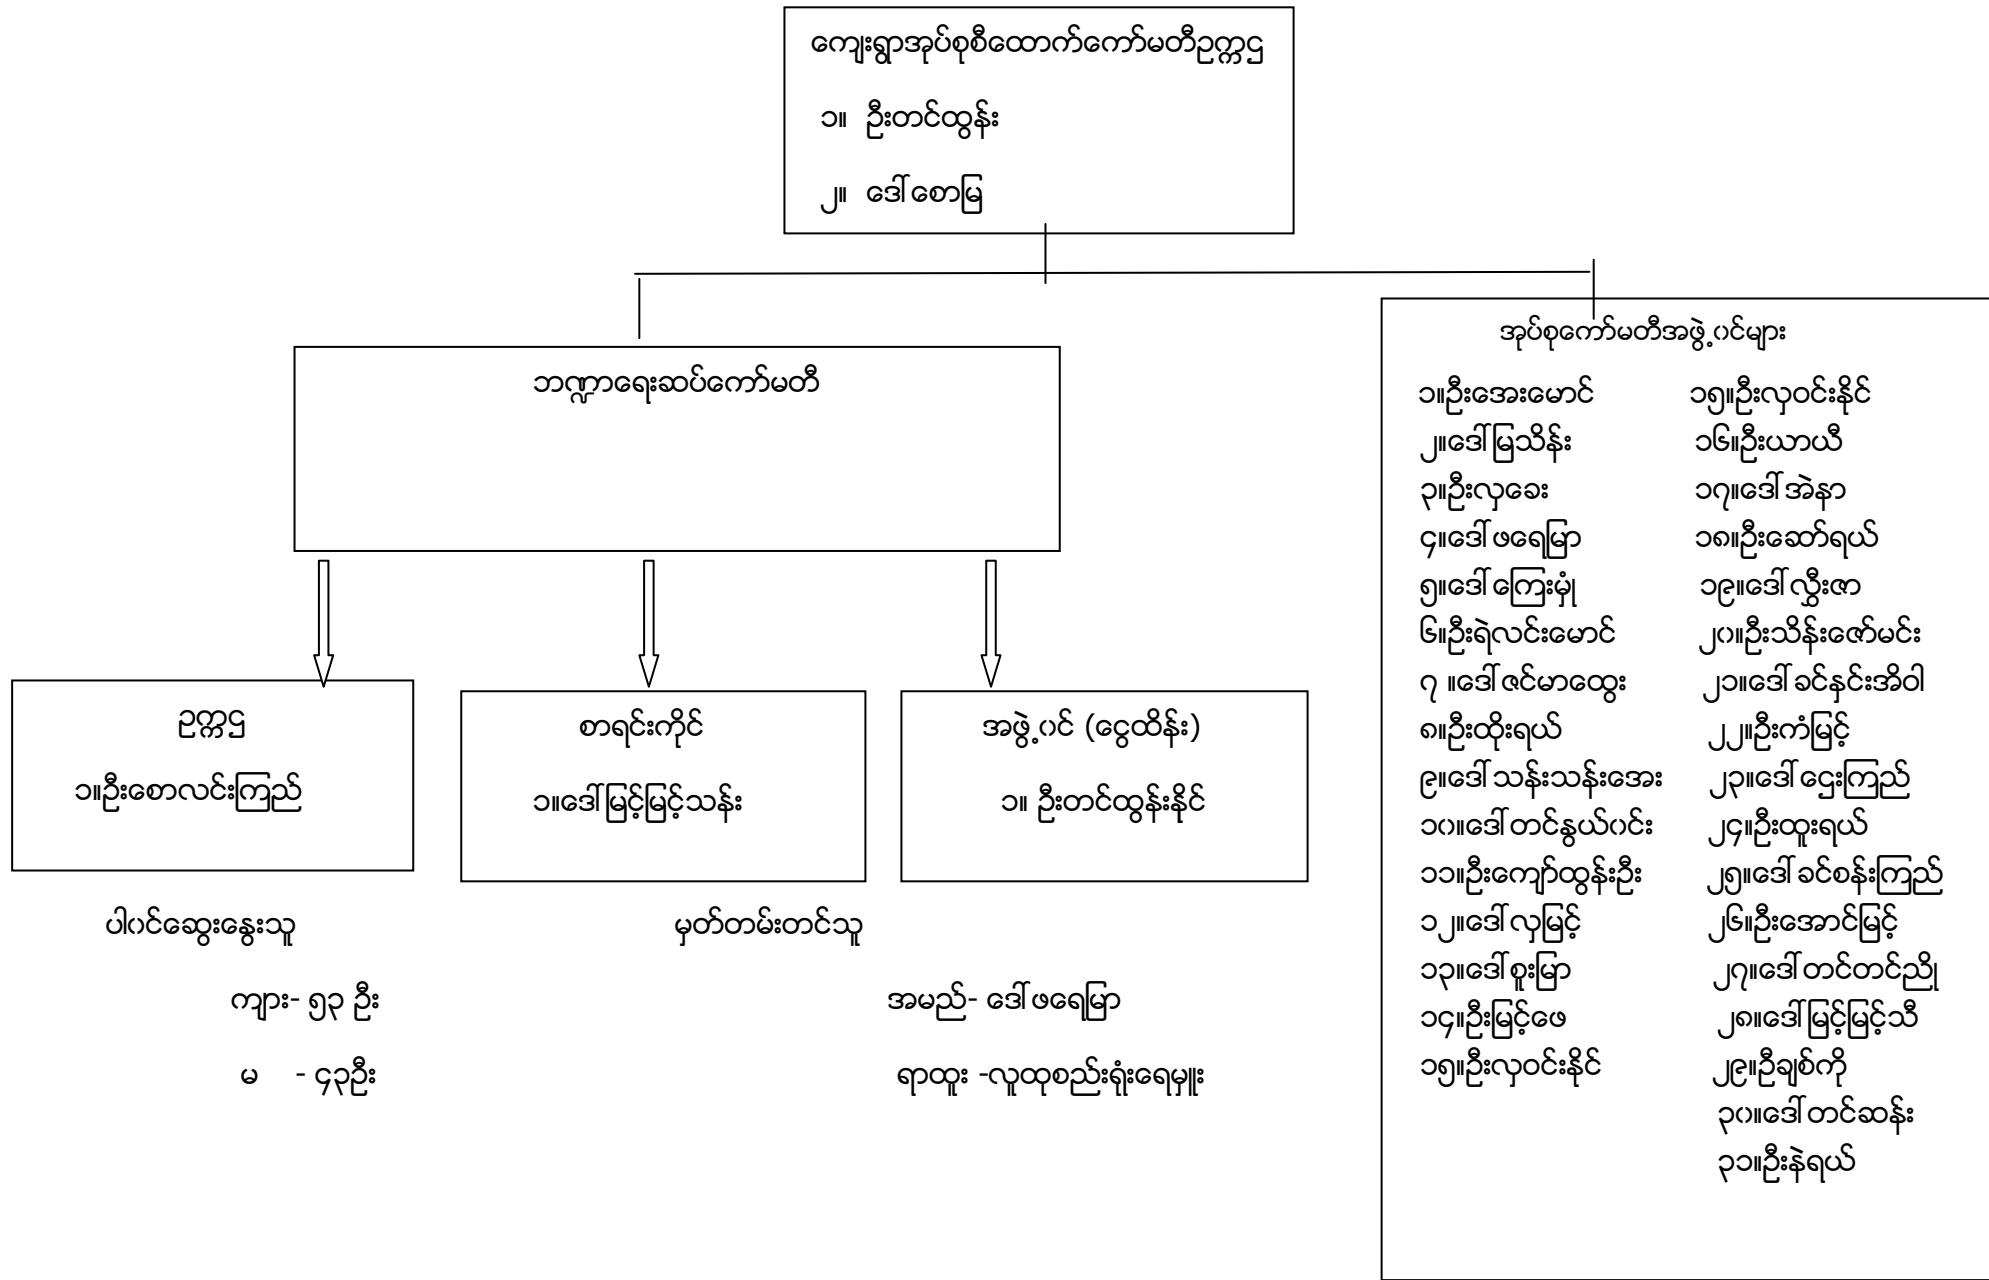 ကျေးရွာအုပ်စုစီထောက်ကော်မတီဥက္ကဌ
၁။ ဦးတင်ထွန်း
၂။ ဒေါ်စောမြ
ဘဏ္ဍာရေးဆပ်ကော်မတီ
ဥက္ကဌ
၁။ဦးစောလင်းကြည်
စာရင်းကိုင်
၁။ဒေါ်မြင့်မြင့်သန်း
အဖွဲ့ဝင် (ငွေထိန်း)
၁။ ဦးတင်ထွန်းနိုင်
ပါဝင်ဆွေးနွေးသူ
ကျား- ၅၃ ဦး
မ - ၄၃ဦး
မှတ်တမ်းတင်သူ
အမည်- ဒေါ်ဖရေမြာ
ရာထူး -လူထုစည်းရုံးရေမှူး
အုပ်စုကော်မတီအဖွဲ့ဝင်များ
၁။ဦးအေးမောင်
၂။ဒေါ်မြသိန်း
၃။ဦးလှခေး
၄။ဒေါ်ဖရေမြာ
၅။ဒေါ်ကြေးမှုံ
၆။ဦးရဲလင်းမောင်
၇ ။ဒေါ်ဇင်မာထွေး
၈။ဦးထိုးရယ်
၉။ဒေါ်သန်းသန်းအေး
၁၀။ဒေါ်တင်နွယ်ဝင်း
၁၁။ဦးကျော်ထွန်းဦး
၁၂။ဒေါ်လှမြင့်
၁၃။ဒေါ်စူးမြာ
၁၄။ဦးမြင့်ဖေ
၁၅။ဦးလှဝင်းနိုင်
၁၅။ဦးလှဝင်းနိုင်
၁၆။ဦးယာယီ
၁၇။ဒေါ်အဲနာ
၁၈။ဦးဆော်ရယ်
၁၉။ဒေါ်လွှီးဇာ
၂၀။ဦးသိန်းဇော်မင်း
၂၁။ဒေါ်ခင်နှင်းအိဝါ
၂၂။ဦးကံမြင့်
၂၃။ဒေါ်ဌေးကြည်
၂၄။ဦးထူးရယ်
၂၅။ဒေါ်ခင်စန်းကြည်
၂၆။ဦးအောင်မြင့်
၂၇။ဒေါ်တင်တင်ညို
၂၈။ဒေါ်မြင့်မြင့်သီ
၂၉။ဦချစ်ကို
၃၀။ဒေါ်တင်ဆန်း
၃၁။ဦးနဲရယ်